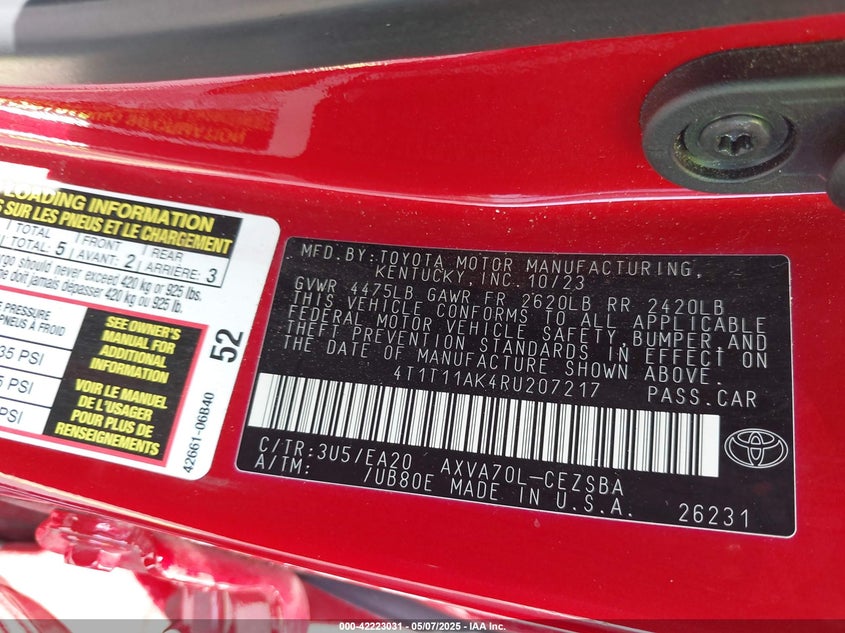 LOADING INFORMATION
SUR LES PNEUS ET LE CHARGEMENT
TOTAL FRONT REAR
TOTAL: 5 AVANT: 2 ARRIÈRE: 3
should never exceed 420 kg or 925 lbs.
doit jamais dépasser 420 kg ou 925 lb.
PRESSURE
PNEUS À FROID
35 PSI
PSI
PSI
SEE OWNER'S
MANUAL FOR
ADDITIONAL
INFORMATION
VOIR LE MANUEL
DE L'USAGER
POUR PLUS DE
RENSEIGNEMENTS
52
42661-06B40
MFD.BY:TOYOTA MOTOR MANUFACTURING,
KENTUCKY, INC. 10/23
GVWR 4475LB GAWR FR 2620LB RR 2420LB
THIS VEHICLE CONFORMS TO ALL APPLICABLE
FEDERAL MOTOR VEHICLE SAFETY, BUMPER AND
THEFT PREVENTION STANDARDS IN EFFECT ON
THE DATE OF MANUFACTURE SHOWN ABOVE.
4T1T11AK4RU207217 PASS.CAR
C/TR:3U5/EA20 AXVA70L-CEZSBA
A/TM: /UB80E MADE IN U.S.A.
26231
000-42223031 — 05/07/2025 - IAA Inc.